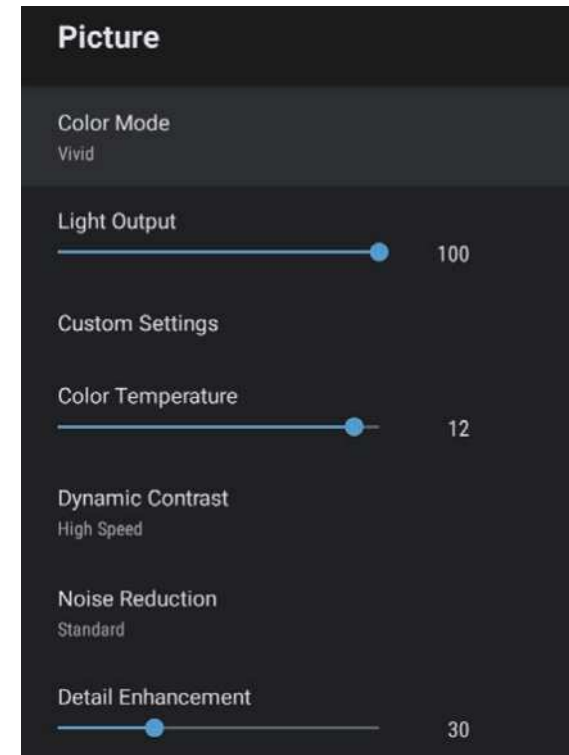 Picture
Color Mode
Vivid
Light Output
100
Custom Settings
Color Temperature
12
Dynamic Contrast
High Speed
Noise Reduction
Standard
Detail Enhancement
30